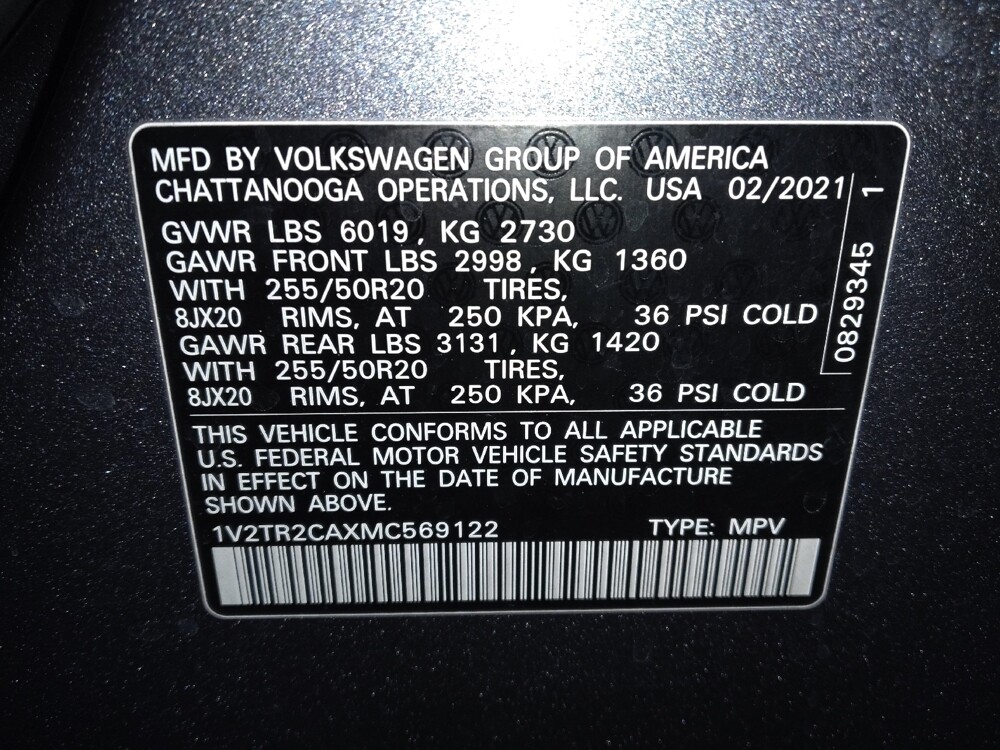 MFD BY VOLKSWAGEN GROUP OF AMERICA
CHATTANOOGA OPERATIONS, LLC. USA 02/2021
GVWR LBS 6019, KG 2730
GAWR FRONT LBS 2998, KG 1360
WITH 255/50R20 TIRES,
8JX20 RIMS, AT 250 KPA, 36 PSI COLD
GAWR REAR LBS 3131, KG 1420
WITH 255/50R20 TIRES,
8JX20 RIMS, AT 250 KPA, 36 PSI COLD
0829345 1
THIS VEHICLE CONFORMS TO ALL APPLICABLE
U.S. FEDERAL MOTOR VEHICLE SAFETY STANDARDS
IN EFFECT ON THE DATE OF MANUFACTURE
SHOWN ABOVE.
1V2TR2CAXMC569122 TYPE: MPV